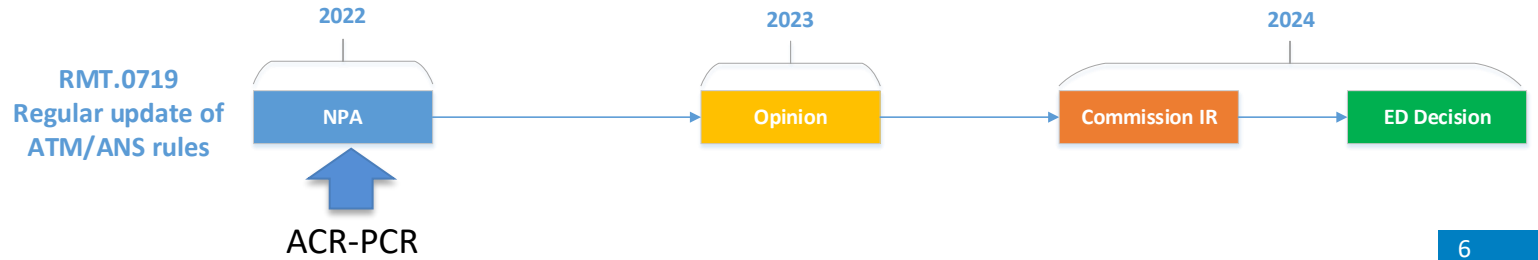 2022
2023
2024
RMT.0719
Regular update of
ATM/ANS rules
NPA
Opinion
Commission IR
ED Decision
ACR-PCR
6